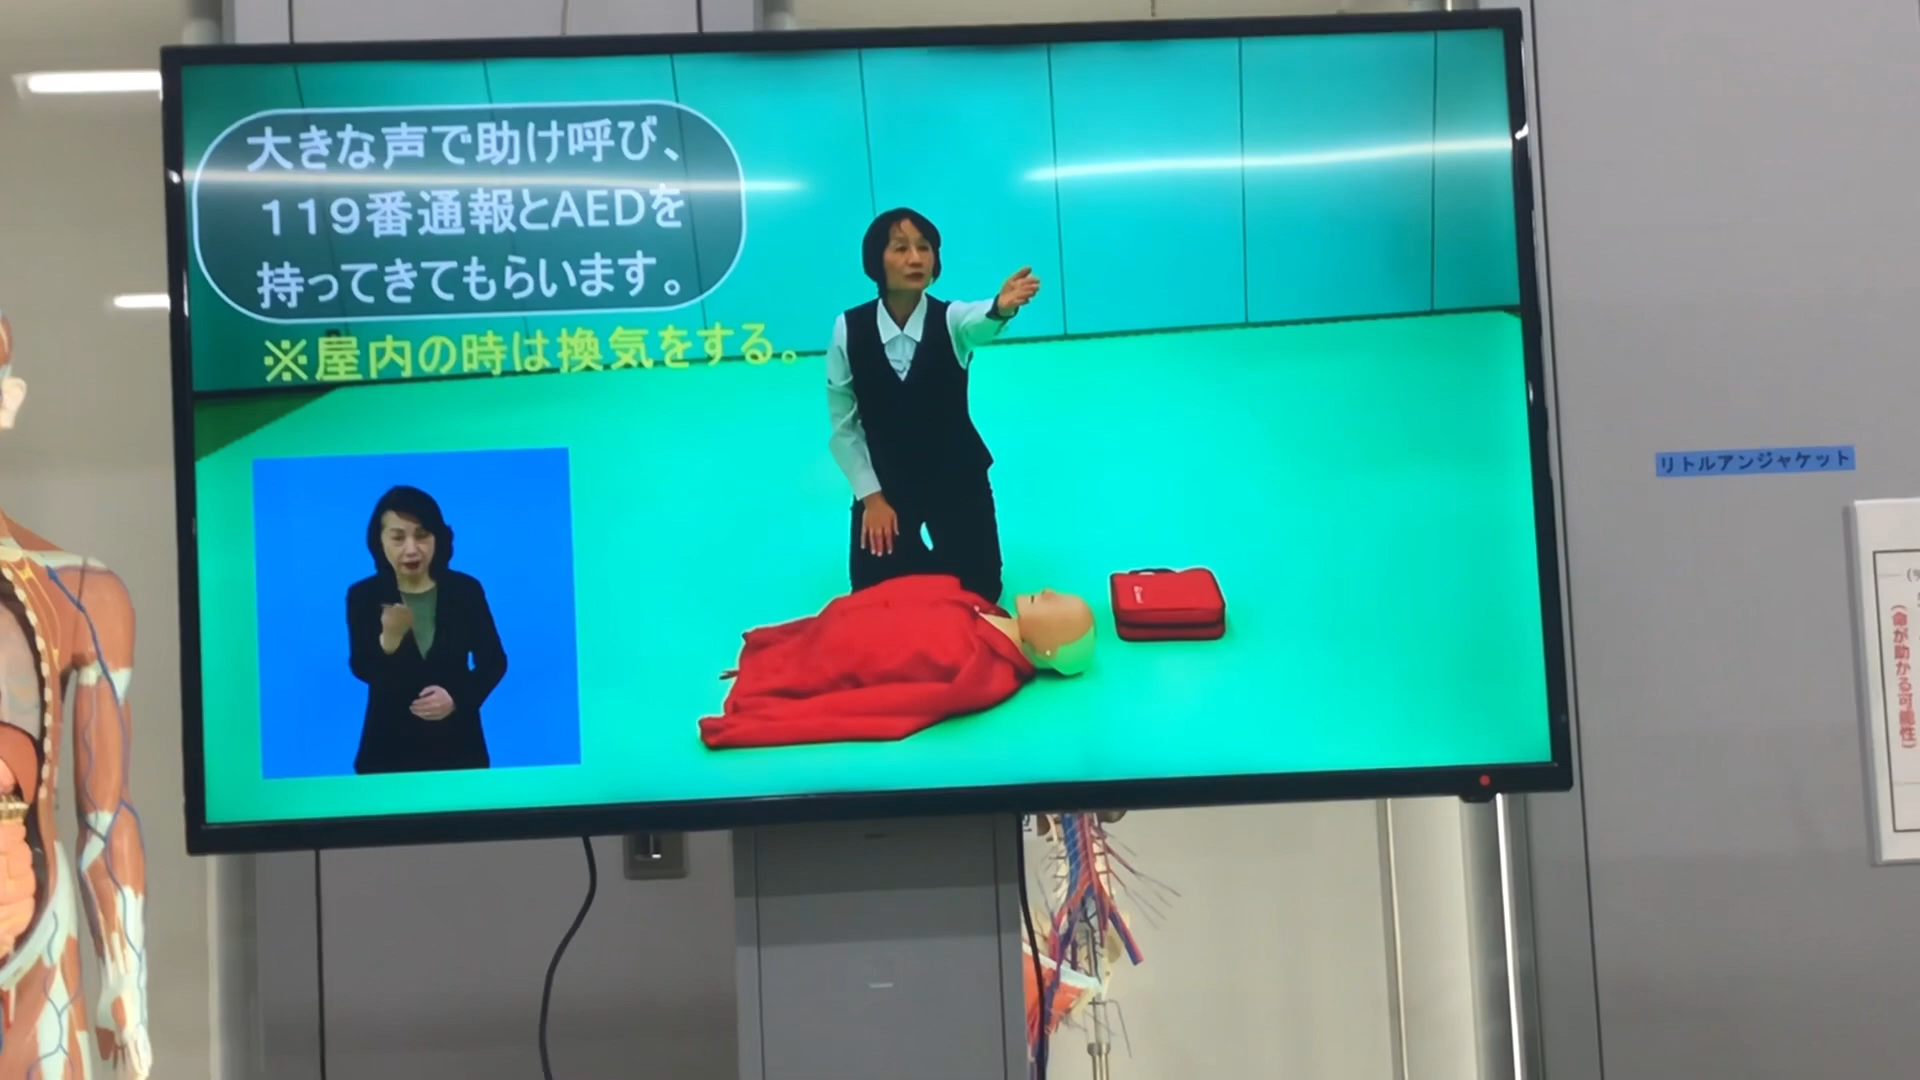 大きな声で助け呼び、
119番通報とAEDを
持ってきてもらいます。
※屋内の時は換気をする。
リトルアンジャケット
(命が助かる可能性)